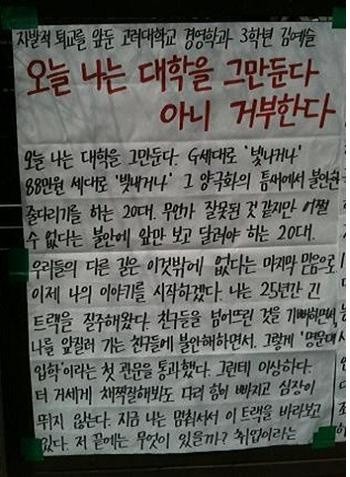 자발적 퇴교를 앞둔 고려대학교 경영학과 3학년 김예슬
오늘 나는 대학을 그만둔다
아니 거부한다
오늘 나는 대학을 그만둔다. G세대로 '빛나거나'
88만원 세대로 '빚내거나' 그 양극화의 틈새에서 불안한
줄타리기를 하는 20대. 무언가 잘못된 것 같지만 어쩔
수 없다는 불안에 앞만 보고 달려야 하는 20대.
우리들의 다른 길은 이것밖에 없다는 마지막 믿음으로
이제 나의 이야기를 시작하겠다. 나는 25년간 긴
트랙을 질주해왔다. 친구들을 넘어뜨린 것을 기뻐하면서,
나를 앞질러 가는 친구들에 불안해하면서. 그렇게 '명문대
입학'이라는 첫 관문을 통과했다. 그런데 이상하다.
더 거세게 채찍질해봐도 다리 힘이 빠지고 심장이
뛰지 않는다. 지금 나는 멈춰서서 이 트랙을 바라보고
있다. 저 끝에는 무엇이 있을까? 취업이라는